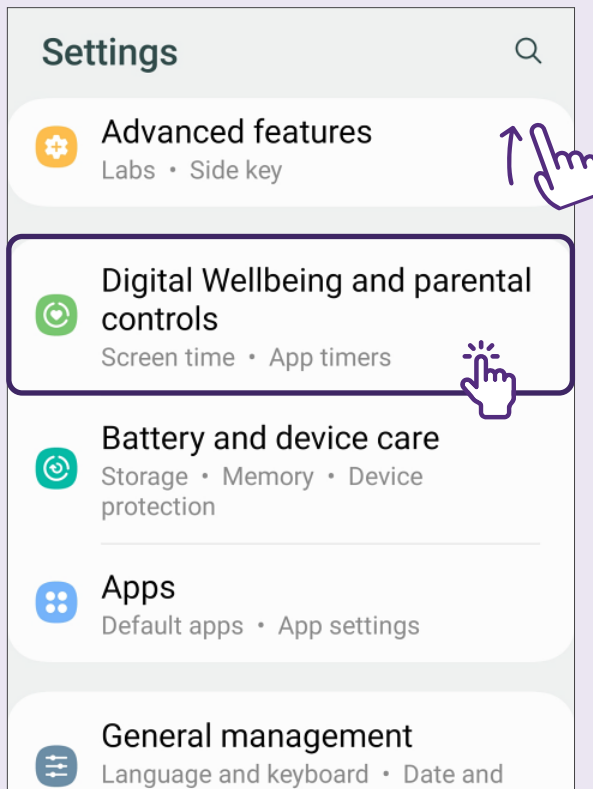 Settings
Advanced features
Labs • Side key
Digital Wellbeing and parental
controls
Screen time • App timers
Battery and device care
Storage • Memory • Device
protection
Apps
Default apps • App settings
General management
Language and keyboard • Date and